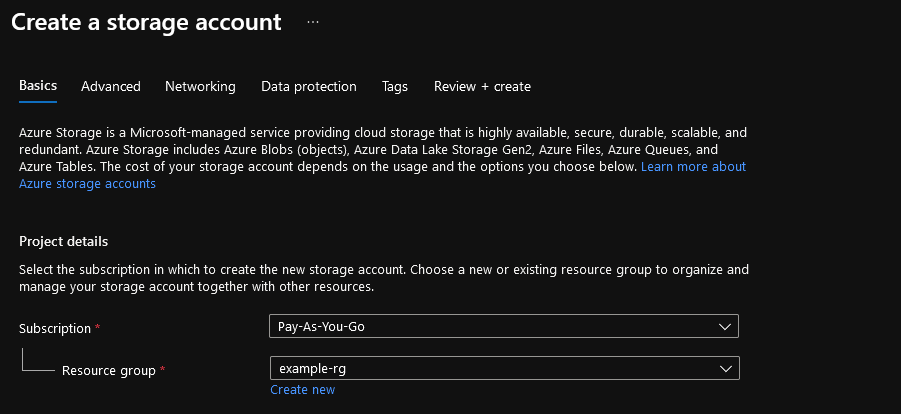 Create a storage account ...
Basics Advanced Networking Data protection Tags Review + create
Azure Storage is a Microsoft-managed service providing cloud storage that is highly available, secure, durable, scalable, and
redundant. Azure Storage includes Azure Blobs (objects), Azure Data Lake Storage Gen2, Azure Files, Azure Queues, and
Azure Tables. The cost of your storage account depends on the usage and the options you choose below. Learn more about
Azure storage accounts
Project details
Select the subscription in which to create the new storage account. Choose a new or existing resource group to organize and
manage your storage account together with other resources.
Subscription * Pay-As-You-Go
Resource group * example-rg
Create new